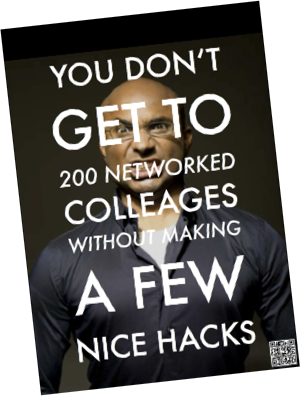 YOU DON'T
GET TO
200 NETWORKED
COLLEAGES
WITHOUT MAKING
A FEW
NICE HACKS